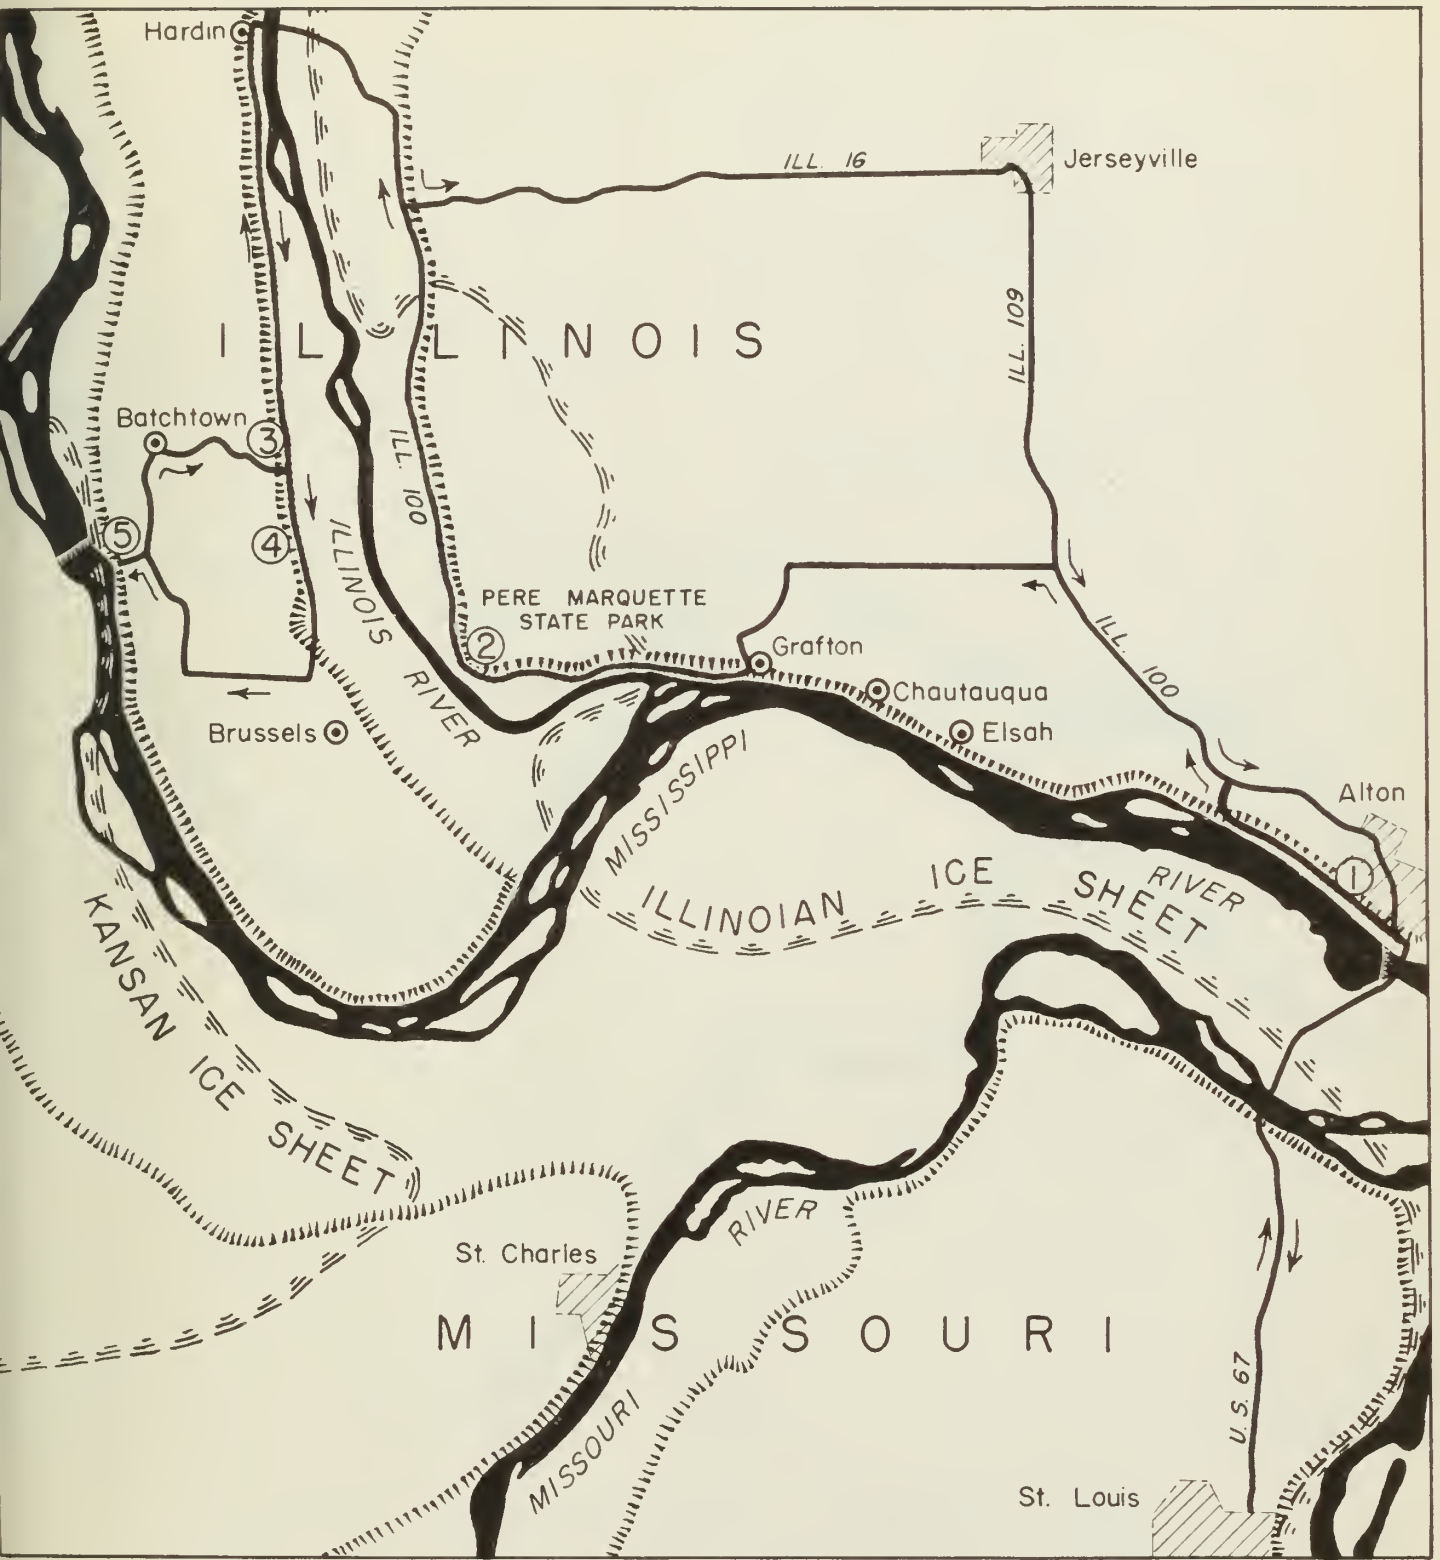 Hardin
Jerseyville
ILL. 16
ILLINOIS
ILL. 109
Batchtown
3
ILL. 100
5
4
ILLINOIS RIVER
PERE MARQUETTE
STATE PARK
2
Grafton
ILL. 100
Chautauqua
Elsah
Brussels
MISSISSIPPI RIVER
Alton
1
ILLINOIAN ICE SHEET
KANSAN ICE SHEET
St. Charles
MISSOURI RIVER
MISSOURI
U.S. 67
St. Louis